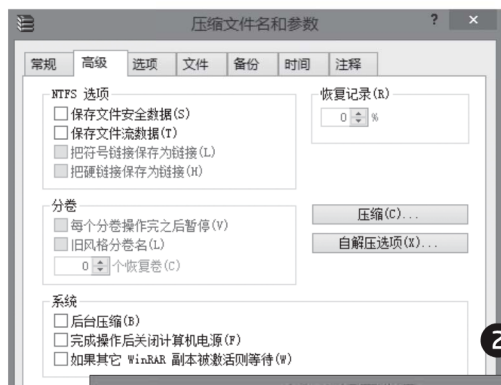 压缩文件名和参数 ? ×
常规 高级 选项 文件 备份 时间 注释
NTFS 选项
保存文件安全数据(S)
保存文件流数据(T)
把符号链接保存为链接(L)
把硬链接保存为链接(H)
恢复记录(R)
0 %
分卷
每个分卷操作完之后暂停(V)
旧风格分卷名(L)
0 个恢复卷(C)
压缩(C)...
自解压选项(X)...
系统
后台压缩(B)
完成操作后关闭计算机电源(F)
如果其它 WinRAR 副本被激活则等待(W)
2